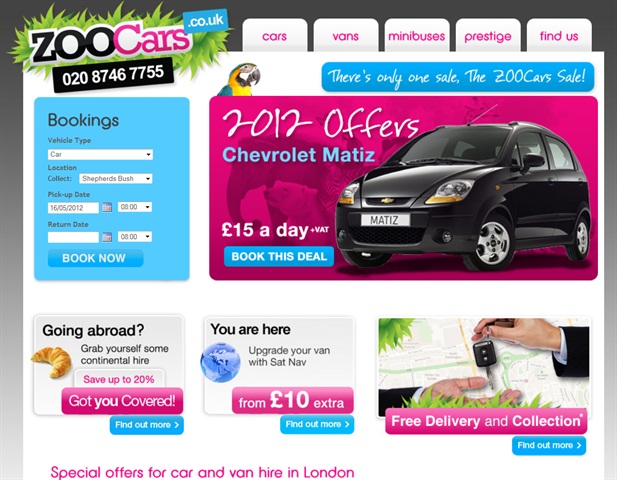 ZOOCars.co.uk
020 8746 7755
cars
vans
minibuses
prestige
find us
There's only one sale, The ZOOCars Sale!
Bookings
Vehicle Type
Car
Location
Collect: Shepherds Bush
Pick-up Date
16/05/2012 08:00
Return Date
08:00
BOOK NOW
2012 Offers
Chevrolet Matiz
MATIZ
£15 a day +VAT
BOOK THIS DEAL
Going abroad?
Grab yourself some
continental hire
Save up to 20%
Got you Covered!
Find out more
You are here
Upgrade your van
with Sat Nav
from £10 extra
Find out more
Free Delivery and Collection*
Find out more
Special offers for car and van hire in London